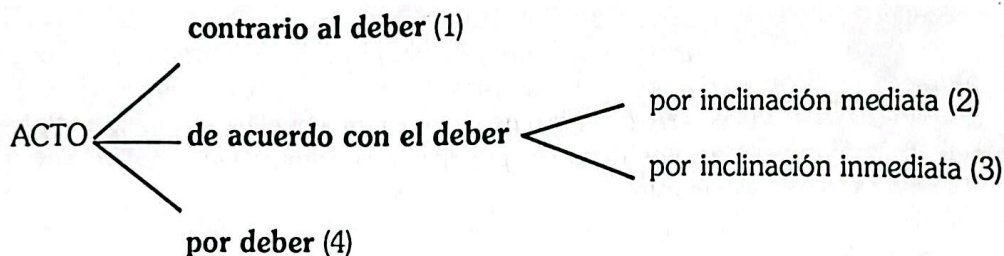 contrario al deber (1)
por inclinación mediata (2)
ACTO de acuerdo con el deber
por inclinación inmediata (3)
por deber (4)